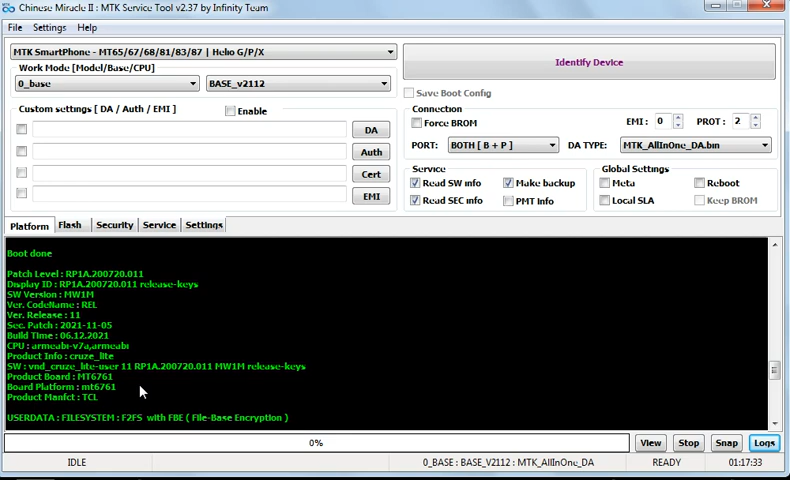 Chinese Miracle II : MTK Service Tool v2.37 by Infinity Team
File Settings Help
MTK SmartPhone - MT65/67/68/81/83/87 | Helio G/P/X
Identify Device
Work Mode [Model/Base/CPU]
0_base BASE_v2112
Save Boot Config
Custom settings [ DA / Auth / EMI ] Enable
Connection
Force BROM EMI : 0 PROT : 2
DA
PORT: BOTH [ B + P ] DA TYPE: MTK_AllInOne_DA.bin
Auth
Service Global Settings
Cert
Read SW info Make backup Meta Reboot
EMI
Read SEC info PMT Info Local SLA Keep BROM
Platform Flash Security Service Settings
Boot done
Patch Level : RP1A.200720.011
Display ID : RP1A.200720.011 release-keys
SW Version : MW1M
Ver. CodeName : REL
Ver. Release : 11
Sec. Patch : 2021-11-05
Build Time : 06.12.2021
CPU : armeabi-v7a,armeabi
Product Info : cruze_lite
SW : vnd_cruze_lite-user 11 RP1A.200720.011 MW1M release-keys
Product Board : MT6761
Board Platform : mt6761
Product Manfct : TCL
USERDATA : FILESYSTEM : F2FS with FBE ( File-Base Encryption )
0% View Stop Snap Logs
IDLE 0_BASE : BASE_V2112 : MTK_AllInOne_DA READY 01:17:33